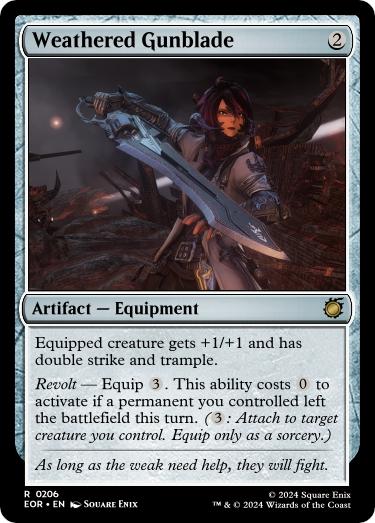 Weathered Gunblade 2
Artifact — Equipment
Equipped creature gets +1/+1 and has
double strike and trample.
Revolt — Equip 3. This ability costs 0 to
activate if a permanent you controlled left
the battlefield this turn. (3: Attach to target
creature you control. Equip only as a sorcery.)
As long as the weak need help, they will fight.
R 0206
EOR • EN SQUARE ENIX
© 2024 Square Enix
™ & © 2024 Wizards of the Coast